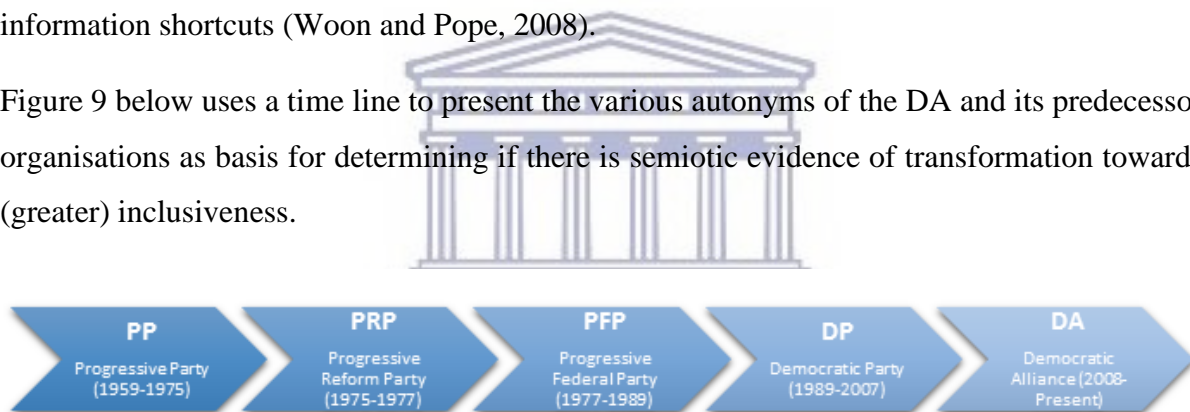 information shortcuts (Woon and Pope, 2008).
Figure 9 below uses a time line to present the various autonyms of the DA and its predecesso
organisations as basis for determining if there is semiotic evidence of transformation toward
(greater) inclusiveness.
PP
Progressive Party
(1959-1975)
PRP
Progressive
Reform Party
(1975-1977)
PFP
Progressive
Federal Party
(1977-1989)
DP
Democratic Party
(1989-2007)
DA
Democratic
Alliance (2008-
Present)